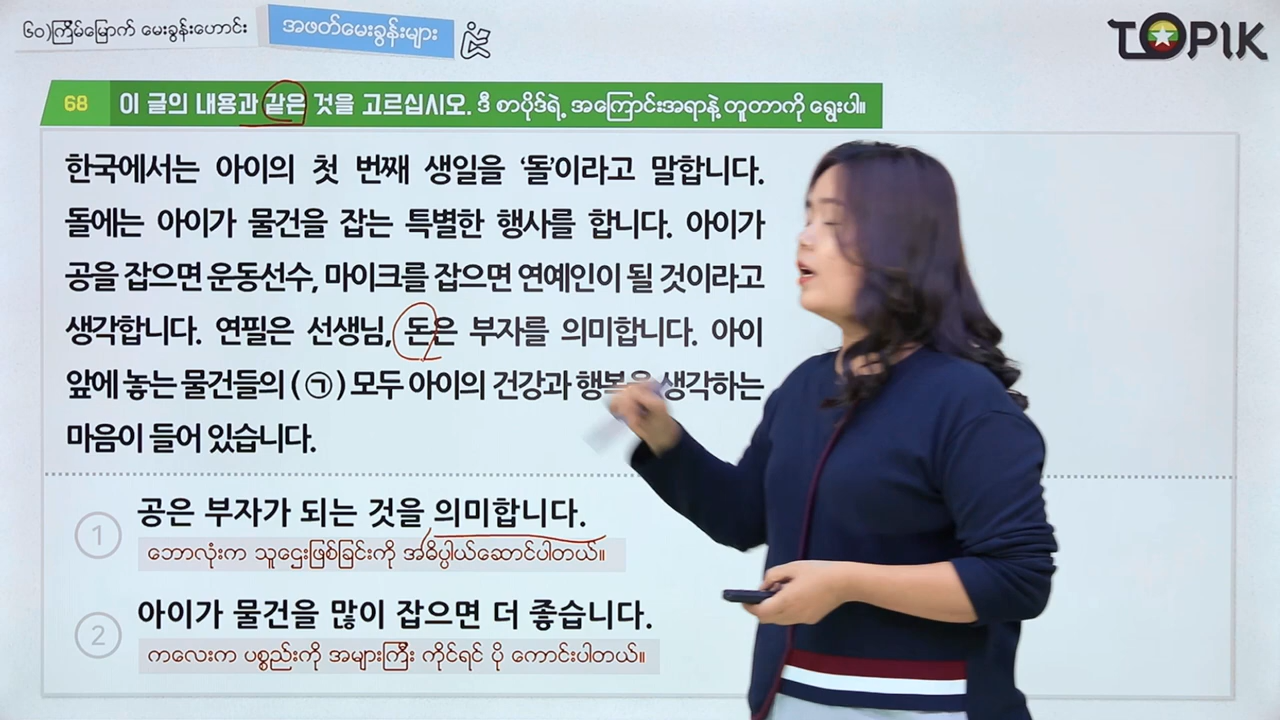 ၆၀)ကြိမ်မြောက် မေးခွန်းဟောင်း
အဖတ်မေးခွန်းများ
TOPIK
68 이 글의 내용과 같은 것을 고르십시오. ဒီ စာပိုဒ်ရဲ့ အကြောင်းအရာနဲ့ တူတာကို ရွေးပါ။
한국에서는 아이의 첫 번째 생일을 ‘돌’이라고 말합니다.
돌에는 아이가 물건을 잡는 특별한 행사를 합니다. 아이가
공을 잡으면 운동선수, 마이크를 잡으면 연예인이 될 것이라고
생각합니다. 연필은 선생님, 돈은 부자를 의미합니다. 아이
앞에 놓는 물건들의 ( ㉠ ) 모두 아이의 건강과 행복을 생각하는
마음이 들어 있습니다.
1 공은 부자가 되는 것을 의미합니다.
ဘောလုံးက သူဌေးဖြစ်ခြင်းကို အဓိပ္ပါယ်ဆောင်ပါတယ်။
2 아이가 물건을 많이 잡으면 더 좋습니다.
ကလေးက ပစ္စည်းကို အများကြီး ကိုင်ရင် ပို ကောင်းပါတယ်။